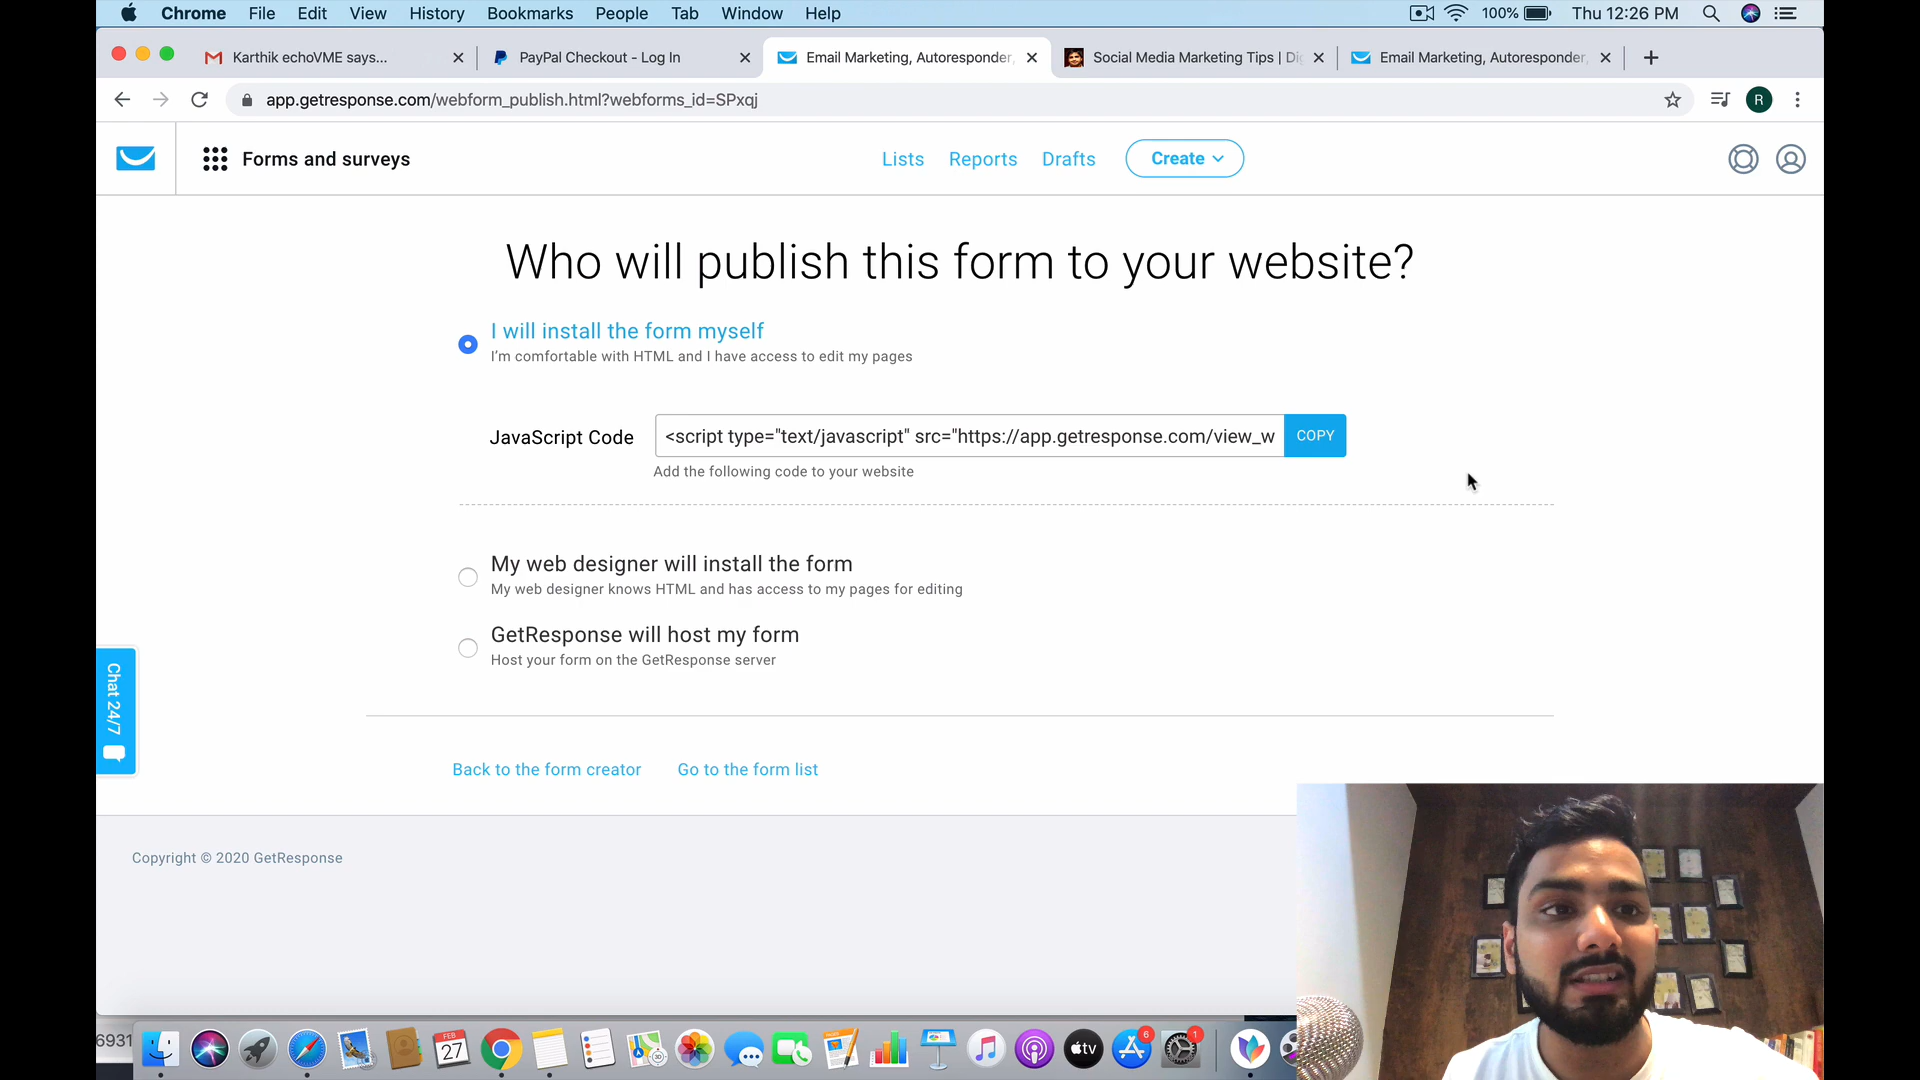 Chrome File Edit View History Bookmarks People Tab Window Help 100% Thu 12:26 PM
Karthik echoVME says... PayPal Checkout - Log In Email Marketing, Autoresponder, Social Media Marketing Tips | Di Email Marketing, Autoresponder,
app.getresponse.com/webform_publish.html?webforms_id=SPxqj R
Forms and surveys Lists Reports Drafts Create
Who will publish this form to your website?
I will install the form myself
I'm comfortable with HTML and I have access to edit my pages
JavaScript Code <script type="text/javascript" src="https://app.getresponse.com/view_w COPY
Add the following code to your website
My web designer will install the form
My web designer knows HTML and has access to my pages for editing
GetResponse will host my form
Host your form on the GetResponse server
Chat 24/7
Back to the form creator Go to the form list
Copyright © 2020 GetResponse
6931
FEB
27
3D
tv
6
1